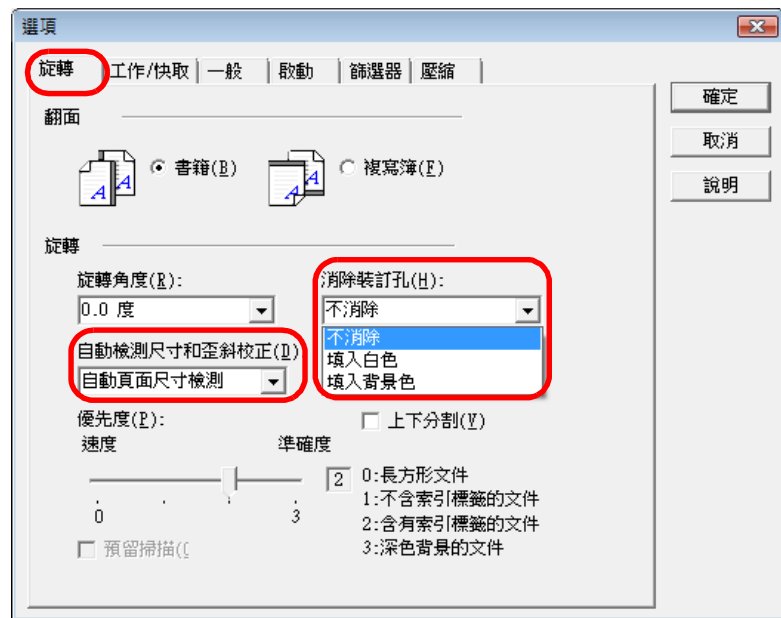 選項
旋轉 工作/快取 一般 啟動 篩選器 壓縮
確定
取消
說明
翻面
A A 書籍(B) A A 複寫簿(F)
旋轉
旋轉角度(R):
0.0 度
消除裝訂孔(H):
不消除
不消除
填入白色
填入背景色
自動檢測尺寸和歪斜校正(D)
自動頁面尺寸檢測
優先度(P):
速度 準確度
2
0 3
上下分割(V)
0:長方形文件
1:不含索引標籤的文件
2:含有索引標籤的文件
3:深色背景的文件
預留掃描(